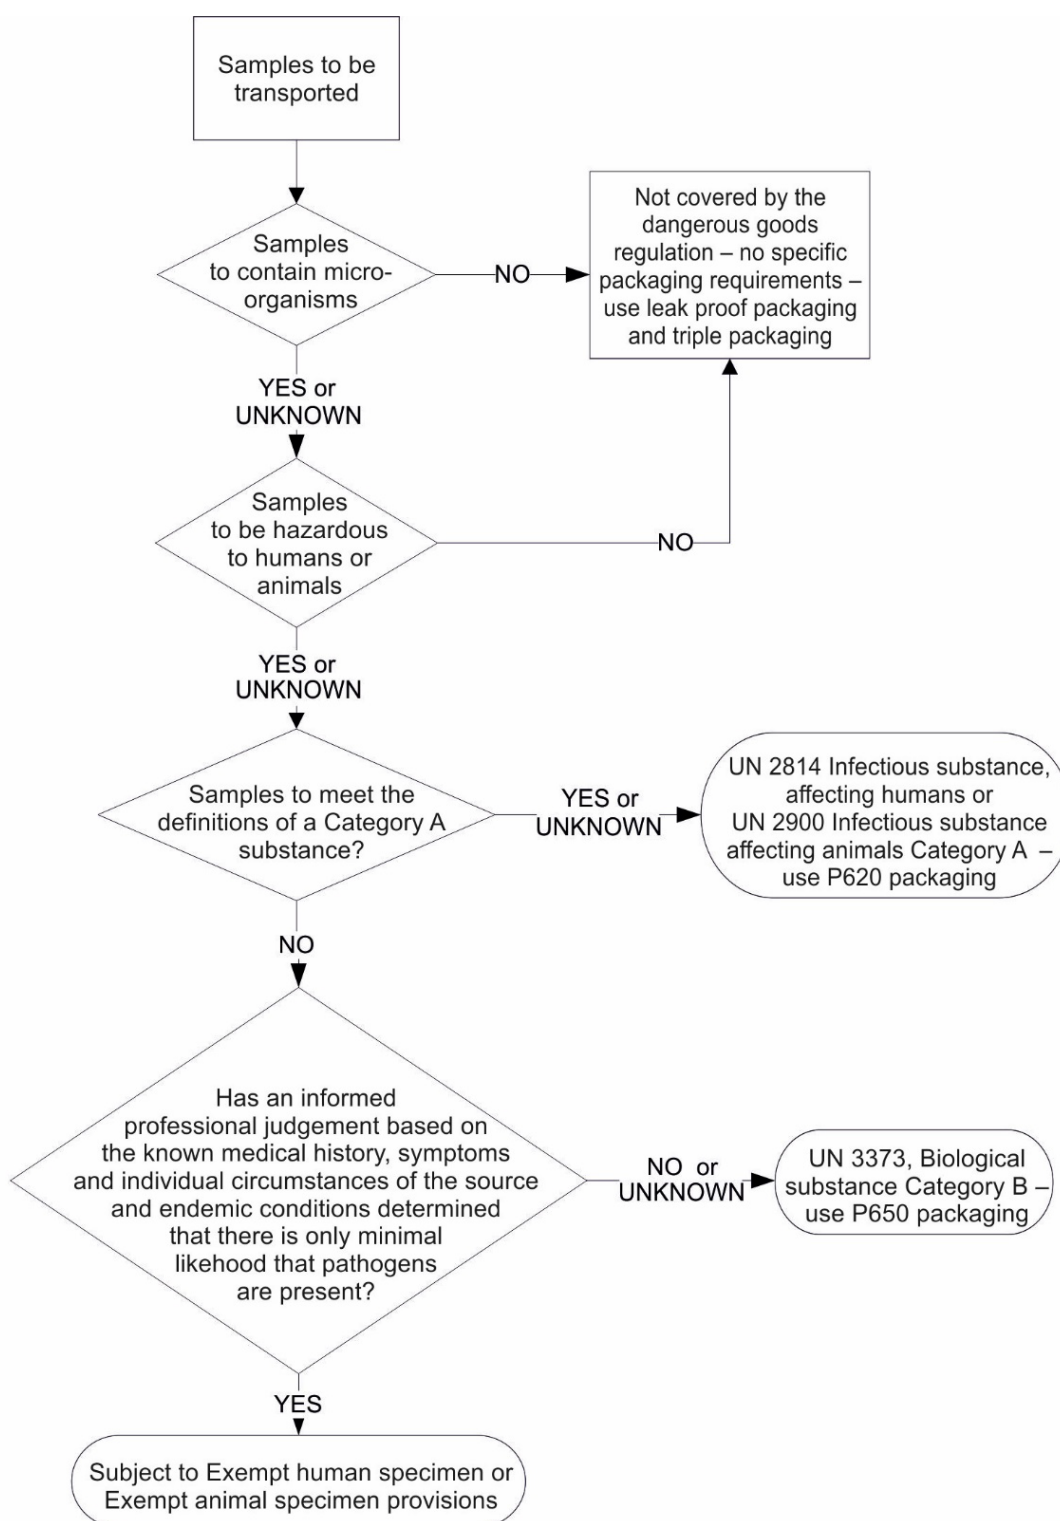 Samples to be
transported
Samples
to contain micro-
organisms
NO
Not covered by the
dangerous goods
regulation – no specific
packaging requirements –
use leak proof packaging
and triple packaging
YES or
UNKNOWN
Samples
to be hazardous
to humans or
animals
NO
YES or
UNKNOWN
Samples to meet the
definitions of a Category A
substance?
YES or
UNKNOWN
UN 2814 Infectious substance,
affecting humans or
UN 2900 Infectious substance
affecting animals Category A –
use P620 packaging
NO
Has an informed
professional judgement based on
the known medical history, symptoms
and individual circumstances of the source
and endemic conditions determined
that there is only minimal
likehood that pathogens
are present?
NO or
UNKNOWN
UN 3373, Biological
substance Category B –
use P650 packaging
YES
Subject to Exempt human specimen or
Exempt animal specimen provisions